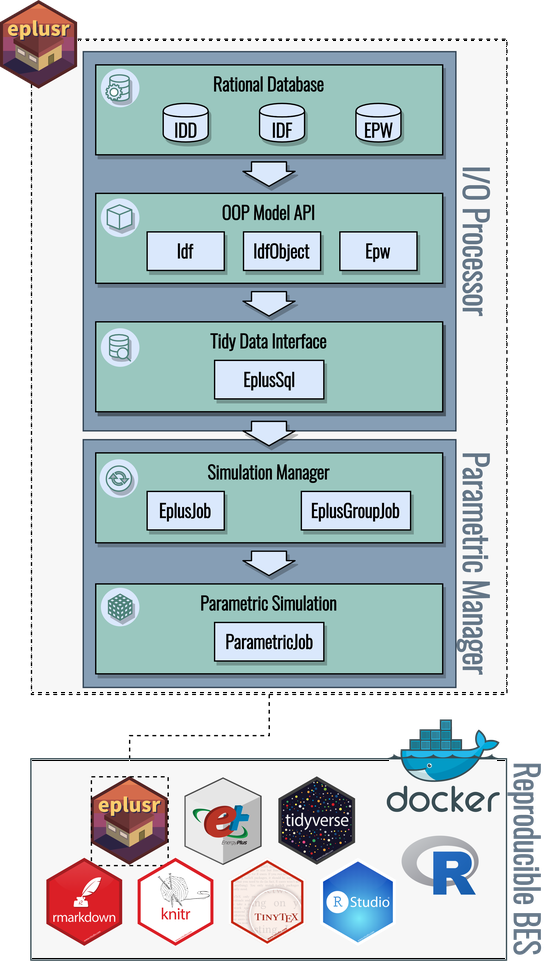 eplusr
Rational Database
IDD
IDF
EPW
OOP Model API
Idf
IdfObject
Epw
Tidy Data Interface
EplusSql
I/O Processor
Simulation Manager
EplusJob
EplusGroupJob
Parametric Simulation
ParametricJob
Parametric Manager
docker
eplusr
e+
EnergyPlus
tidyverse
R
rmarkdown
knitr
TINYTEX
R Studio
Reproducible BES